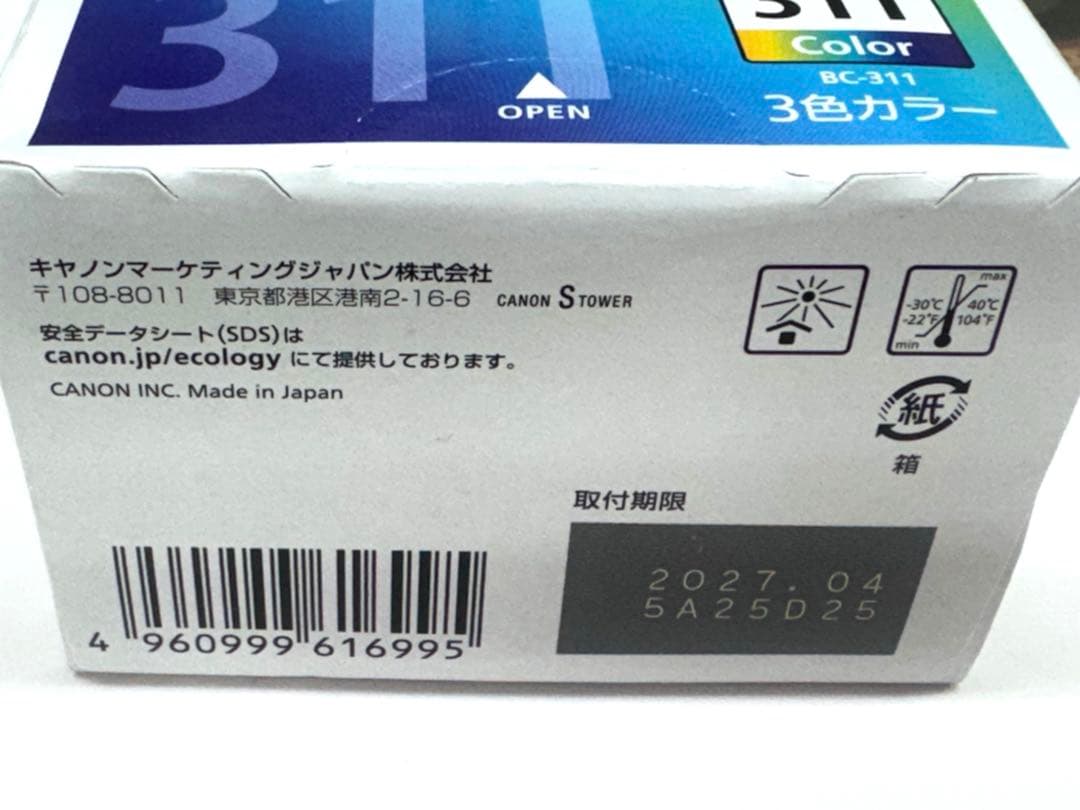 311
311
Color
BC-311
OPEN
3色カラー
キヤノンマーケティングジャパン株式会社
〒108-8011 東京都港区港南2-16-6 CANON S TOWER
安全データシート(SDS)は
canon.jp/ecology にて提供しております。
CANON INC. Made in Japan
max
-30℃ 40℃
-22℉ 104℉
min
紙
箱
取付期限
2027.04
5A25D25
4 960999 616995